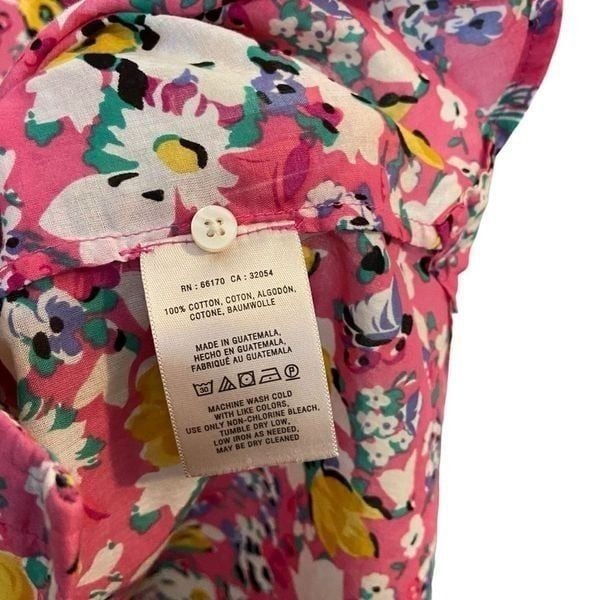 RN : 66170 CA : 32054
100% COTTON, COTON, ALGODÓN,
COTONE, BAUMWOLLE
MADE IN GUATEMALA,
HECHO EN GUATEMALA,
FABRIQUÉ AU GUATEMALA
30 P
MACHINE WASH COLD
WITH LIKE COLORS,
USE ONLY NON-CHLORINE BLEACH.
TUMBLE DRY LOW,
LOW IRON AS NEEDED,
MAY BE DRY CLEANED